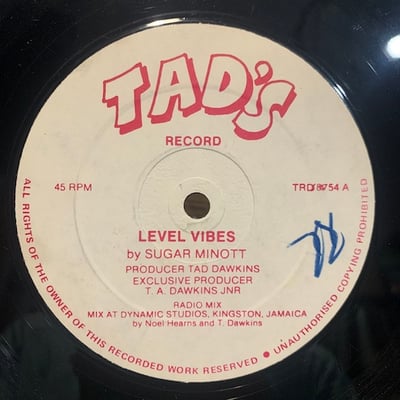 TAD'S
RECORD
45 RPM
LEVEL VIBES
by SUGAR MINOTT
PRODUCER TAD DAWKINS
EXCLUSIVE PRODUCER
T. A. DAWKINS JNR
RADIO MIX
MIX AT DYNAMIC STUDIOS, KINGSTON, JAMAICA
by Noel Hearns and T. Dawkins
ALL RIGHTS OF THE OWNER OF THIS RECORDED WORK RESERVED ● UNAUTHORISED COPYING PROHIBITED